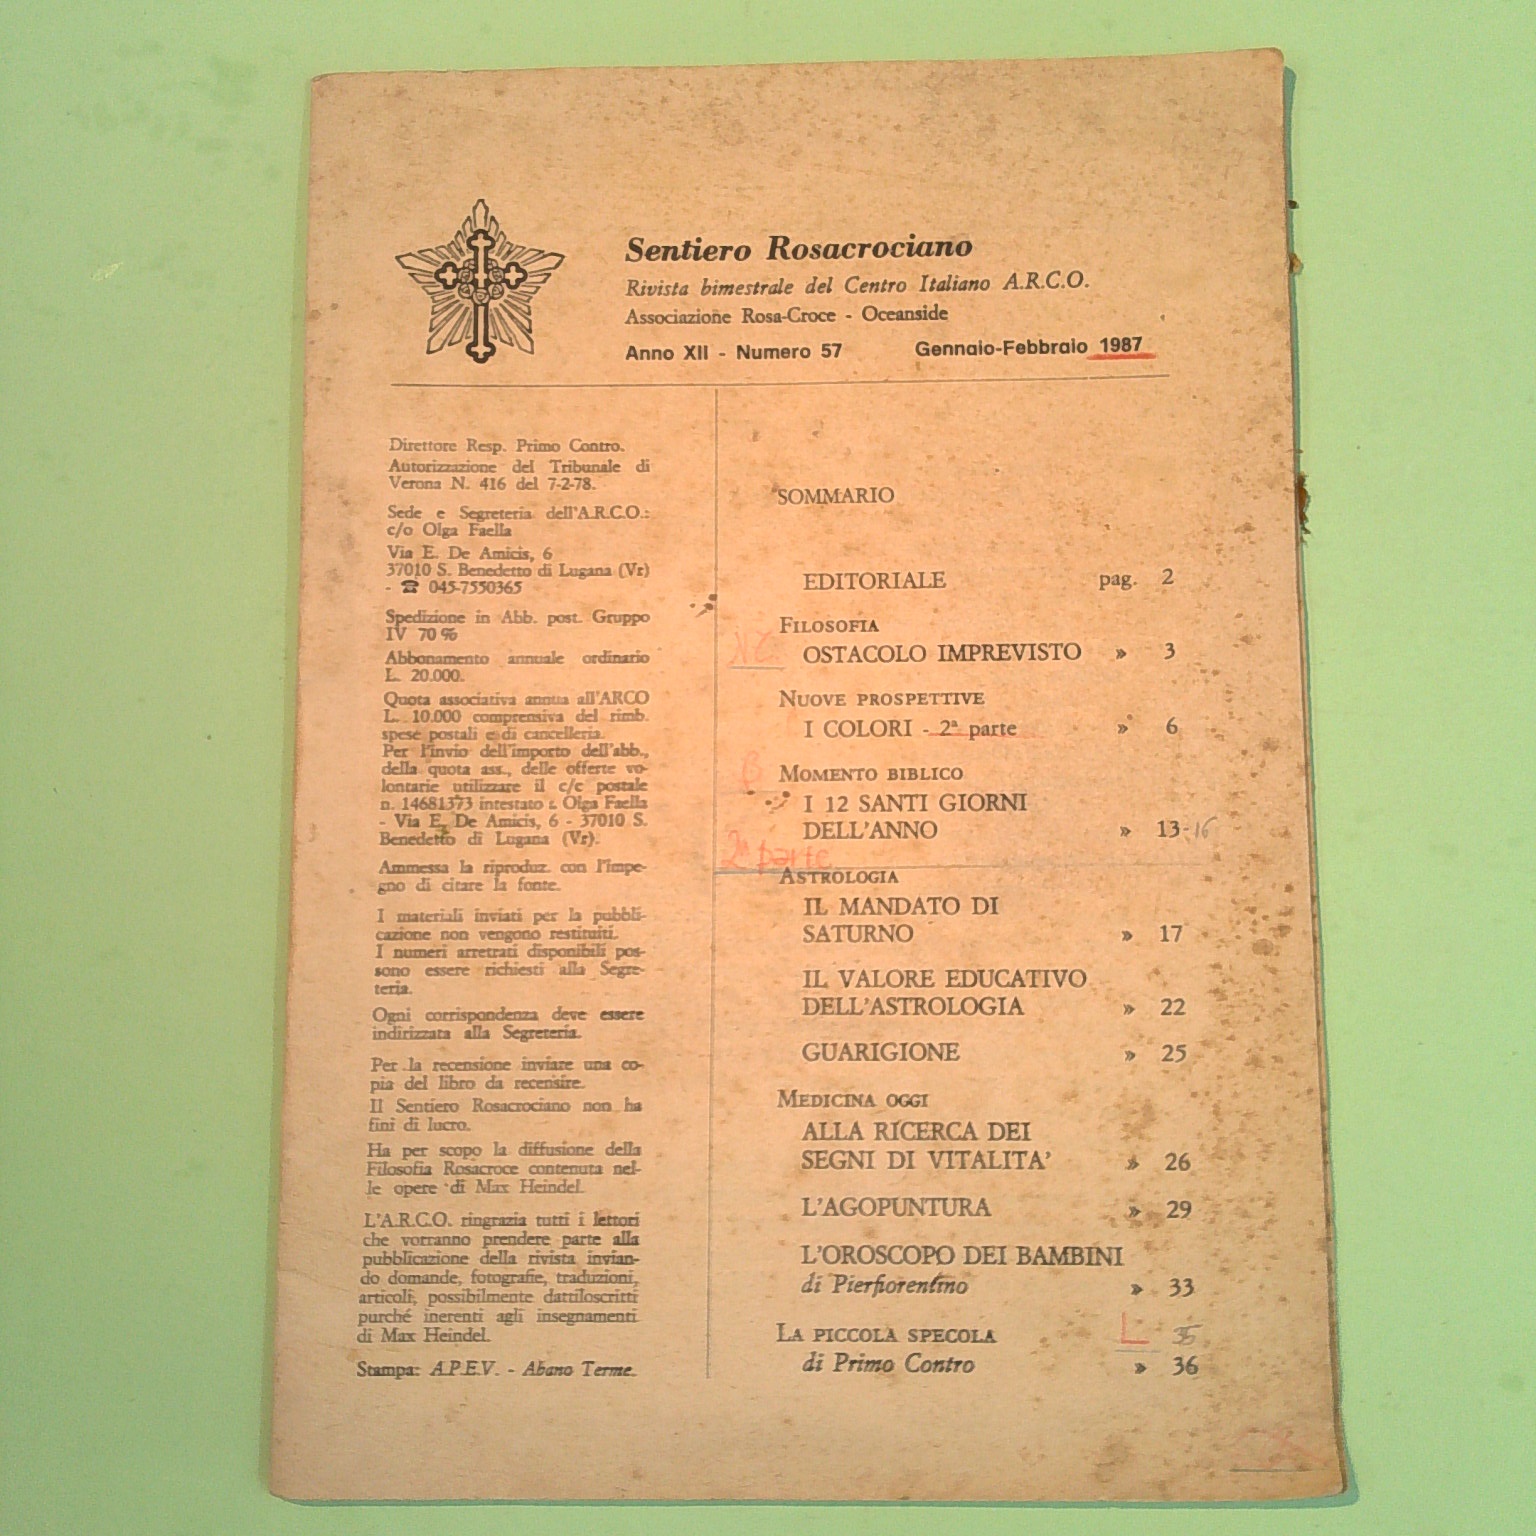 Sentiero Rosacrociano
Rivista bimestrale del Centro Italiano A.R.C.O.
Associazione Rosa-Croce - Oceanside
Anno XII - Numero 57 Gennaio-Febbraio 1987
Direttore Resp. Primo Contro.
Autorizzazione del Tribunale di
Verona N. 416 del 7-2-78.
Sede e Segreteria dell'A.R.C.O.:
c/o Olga Faella
Via E. De Amicis, 6
37010 S. Benedetto di Lugana (Vr)
- ☎ 045-7550365
Spedizione in Abb. post. Gruppo
IV 70%
Abbonamento annuale ordinario
L. 20.000.
Quota associativa annua all'ARCO
L. 10.000 comprensiva del rimb.
spese postali e di cancelleria.
Per l'invio dell'importo dell'abb.,
della quota ass., delle offerte vo-
lontarie utilizzare il c/c postale
n. 14681373 intestato a Olga Faella
- Via E. De Amicis, 6 - 37010 S.
Benedetto di Lugana (Vr).
Ammessa la riproduz. con l'impe-
gno di citare la fonte.
I materiali inviati per la pubbli-
cazione non vengono restituiti.
I numeri arretrati disponibili pos-
sono essere richiesti alla Segre-
teria.
Ogni corrispondenza deve essere
indirizzata alla Segreteria.
Per la recensione inviare una co-
pia del libro da recensire.
Il Sentiero Rosacrociano non ha
fini di lucro.
Ha per scopo la diffusione della
Filosofia Rosacroce contenuta nel-
le opere di Max Heindel.
L'A.R.C.O. ringrazia tutti i lettori
che vorranno prendere parte alla
pubblicazione della rivista invian-
do domande, fotografie, traduzioni,
articoli, possibilmente dattiloscritti
purché inerenti agli insegnamenti
di Max Heindel.
Stampa: A.P.E.V. - Abano Terme.
SOMMARIO
EDITORIALE pag. 2
FILOSOFIA
OSTACOLO IMPREVISTO » 3
NUOVE PROSPETTIVE
I COLORI - 2ª parte » 6
B MOMENTO BIBLICO
I 12 SANTI GIORNI
DELL'ANNO » 13-16
2ª parte
ASTROLOGIA
IL MANDATO DI
SATURNO » 17
IL VALORE EDUCATIVO
DELL'ASTROLOGIA » 22
GUARIGIONE » 25
MEDICINA OGGI
ALLA RICERCA DEI
SEGNI DI VITALITA' » 26
L'AGOPUNTURA » 29
L'OROSCOPO DEI BAMBINI
di Pierfiorentino » 33
LA PICCOLA SPECOLA L 35
di Primo Contro » 36